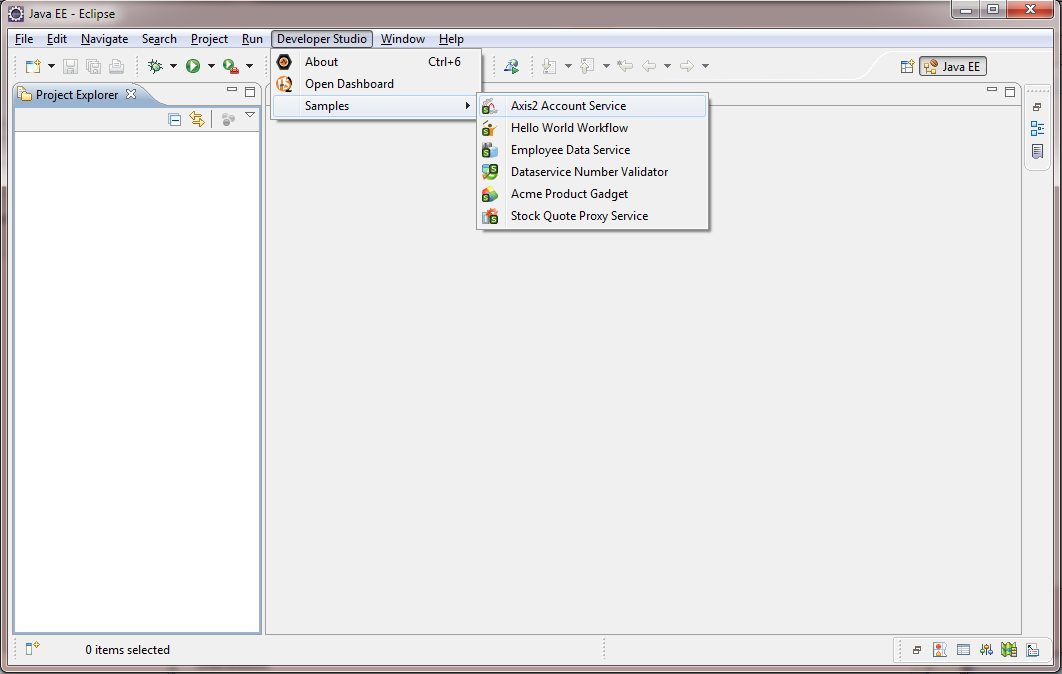 Java EE - Eclipse
File Edit Navigate Search Project Run Developer Studio Window Help
About Ctrl+6
Open Dashboard
Samples
Java EE
Project Explorer
Axis2 Account Service
Hello World Workflow
Employee Data Service
Dataservice Number Validator
Acme Product Gadget
Stock Quote Proxy Service
0 items selected